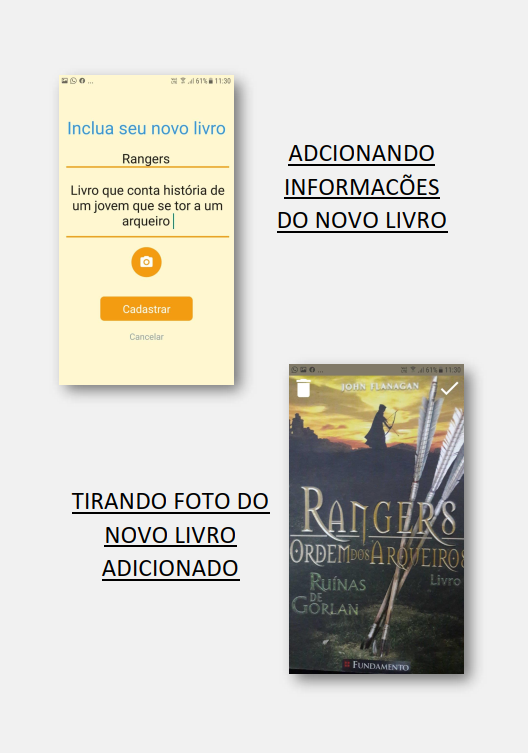 ... 61% 11:30
Inclua seu novo livro
Rangers
Livro que conta história de
um jovem que se tor a um
arqueiro
Cadastrar
Cancelar
ADCIONANDO
INFORMACÕES
DO NOVO LIVRO
61% 11:30
JOHN FLANAGAN
RANGERS
ORDEM DOS ARQUEIROS
RUÍNAS
DE
GORLAN
Livro
FUNDAMENTO
TIRANDO FOTO DO
NOVO LIVRO
ADICIONADO